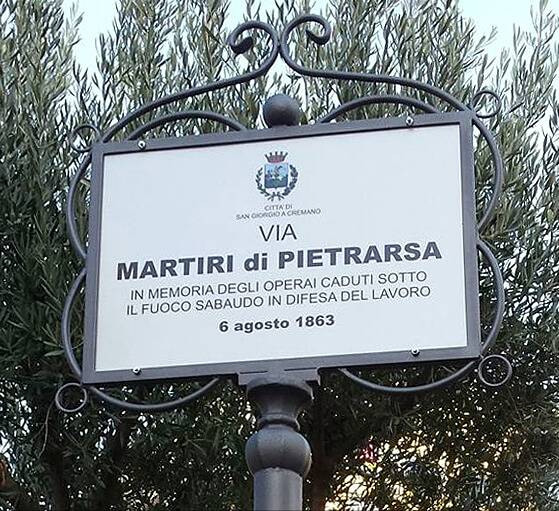 CITTA' DI
SAN GIORGIO A CREMANO
VIA
MARTIRI di PIETRARSA
IN MEMORIA DEGLI OPERAI CADUTI SOTTO
IL FUOCO SABAUDO IN DIFESA DEL LAVORO
6 agosto 1863